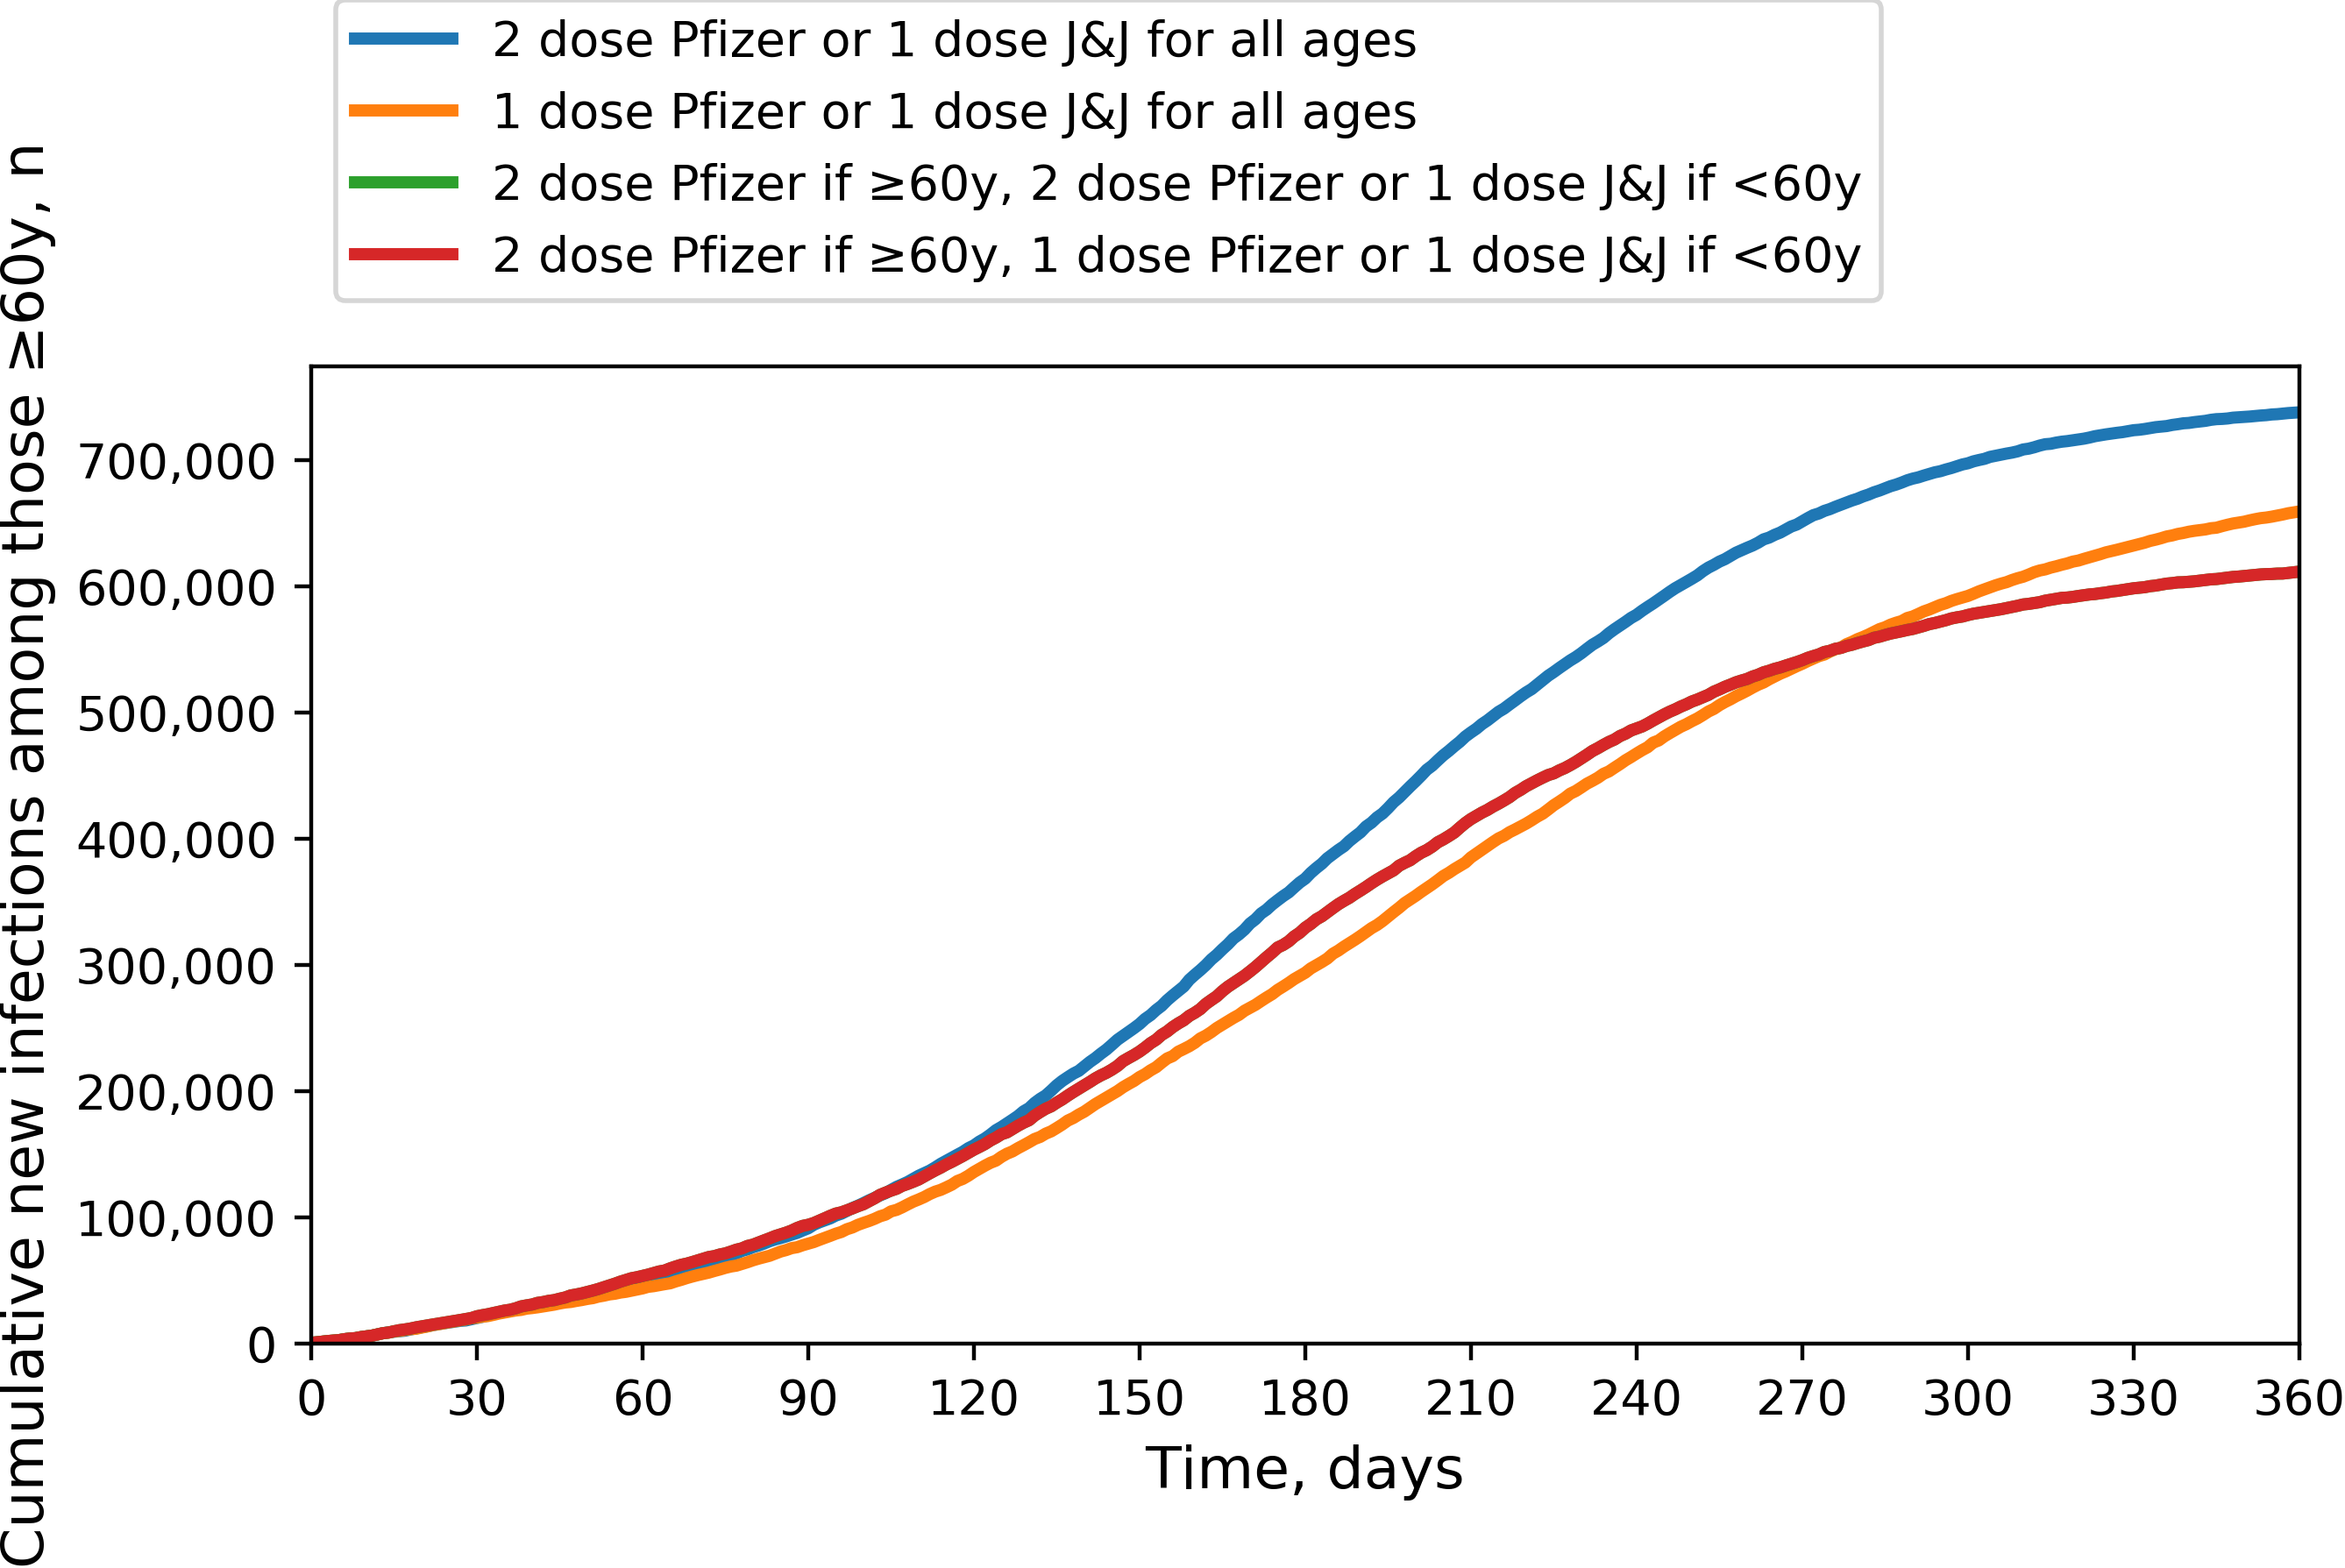 2 dose Pfizer or 1 dose J&J for all ages
1 dose Pfizer or 1 dose J&J for all ages
2 dose Pfizer if ≥60y, 2 dose Pfizer or 1 dose J&J if <60y
2 dose Pfizer if ≥60y, 1 dose Pfizer or 1 dose J&J if <60y
Cumulative new infections among those ≥60y, n
700,000
600,000
500,000
400,000
300,000
200,000
100,000
0
0 30 60 90 120 150 180 210 240 270 300 330 360
Time, days